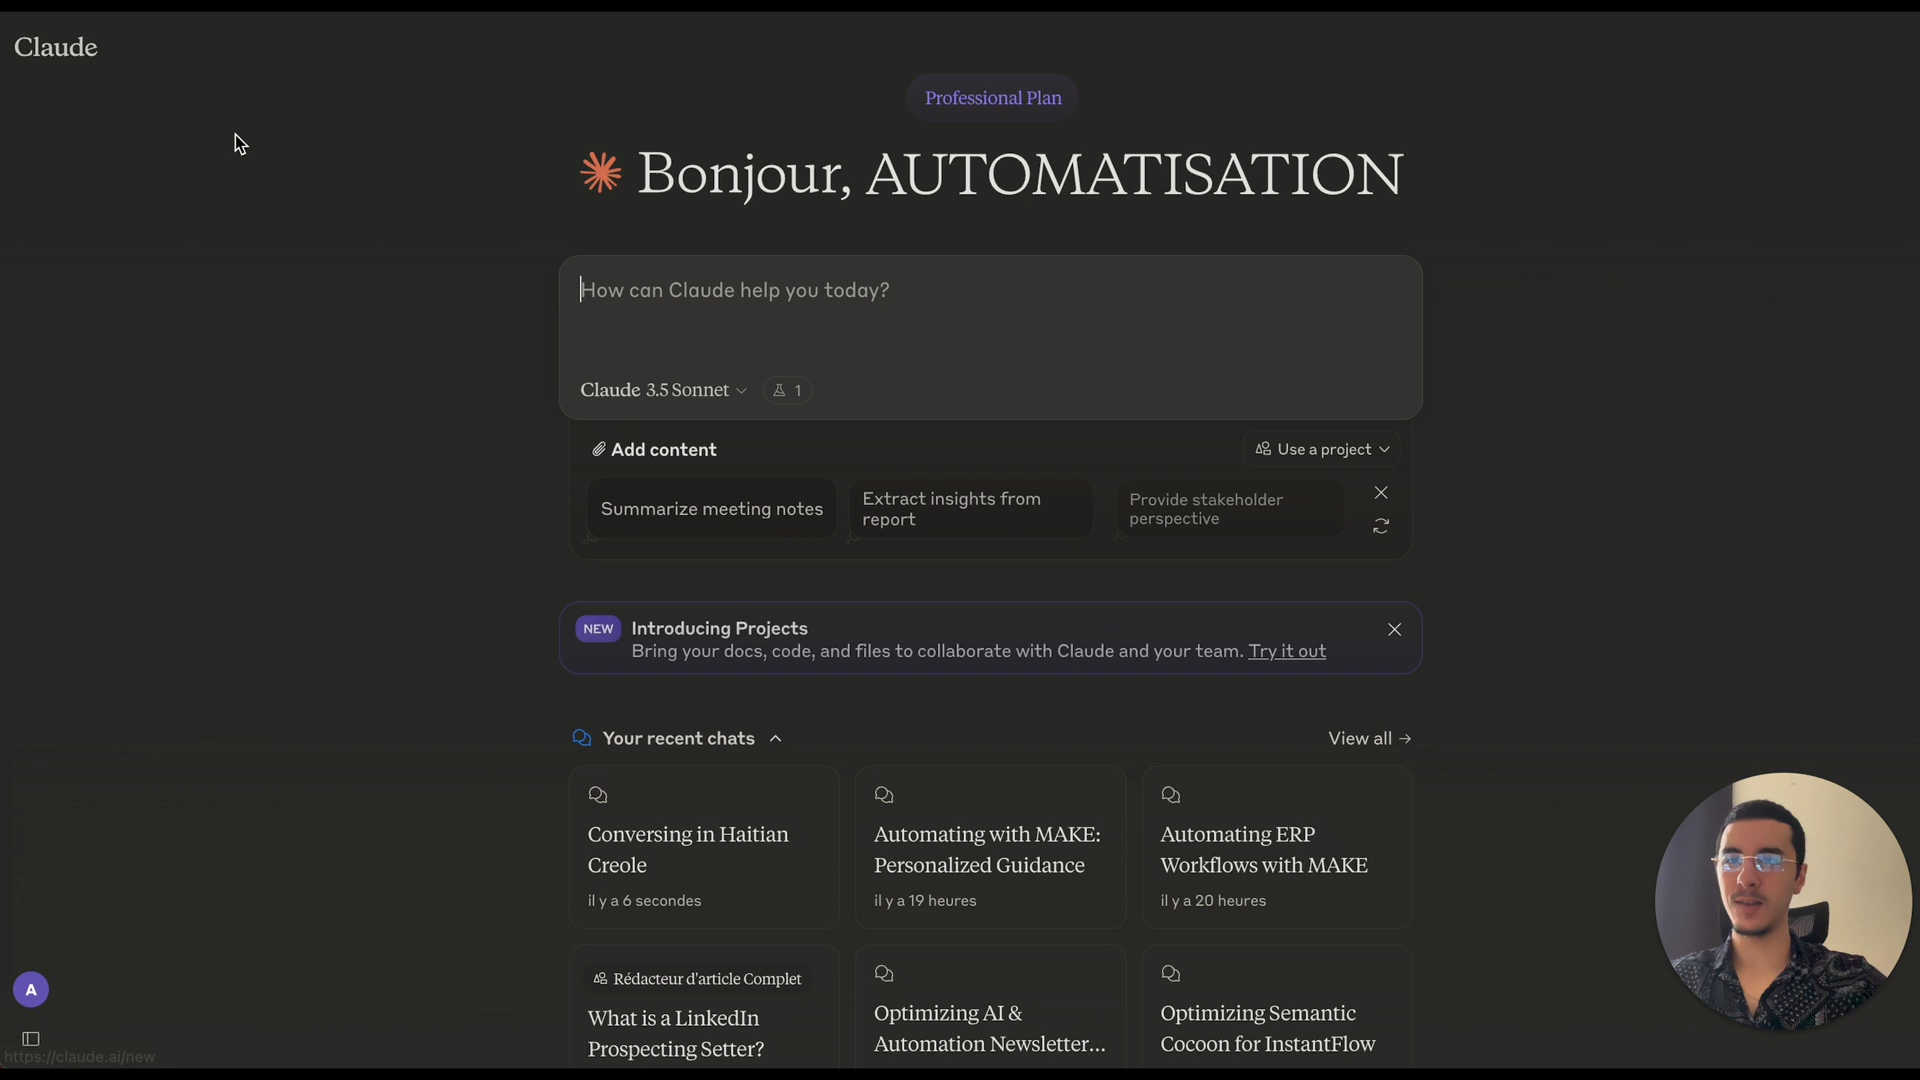 Claude
Professional Plan
Bonjour, AUTOMATISATION
How can Claude help you today?
Claude 3.5 Sonnet
1
Add content
Use a project
Summarize meeting notes
Extract insights from
report
Provide stakeholder
perspective
NEW
Introducing Projects
Bring your docs, code, and files to collaborate with Claude and your team. Try it out
Your recent chats
View all →
Conversing in Haitian
Creole
il y a 6 secondes
Automating with MAKE:
Personalized Guidance
il y a 19 heures
Automating ERP
Workflows with MAKE
il y a 20 heures
Rédacteur d'article Complet
What is a LinkedIn
Prospecting Setter?
Optimizing AI &
Automation Newsletter...
Optimizing Semantic
Cocoon for InstantFlow
A
https://claude.ai/new